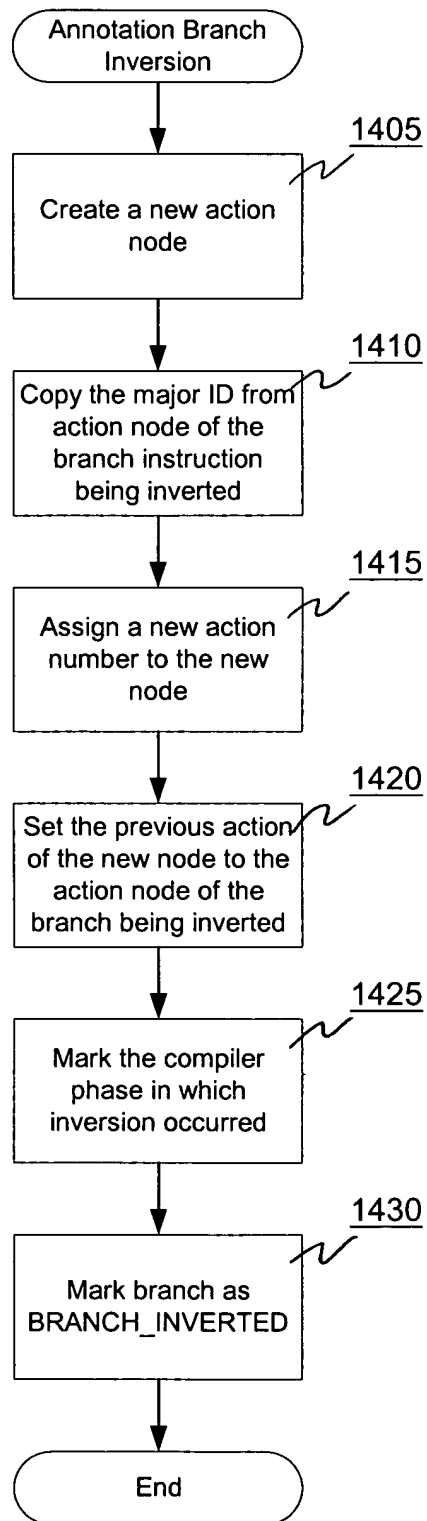 Annotation Branch
Inversion
1405
Create a new action
node
1410
Copy the major ID from
action node of the
branch instruction
being inverted
1415
Assign a new action
number to the new
node
1420
Set the previous action
of the new node to the
action node of the
branch being inverted
1425
Mark the compiler
phase in which
inversion occurred
1430
Mark branch as
BRANCH_INVERTED
End